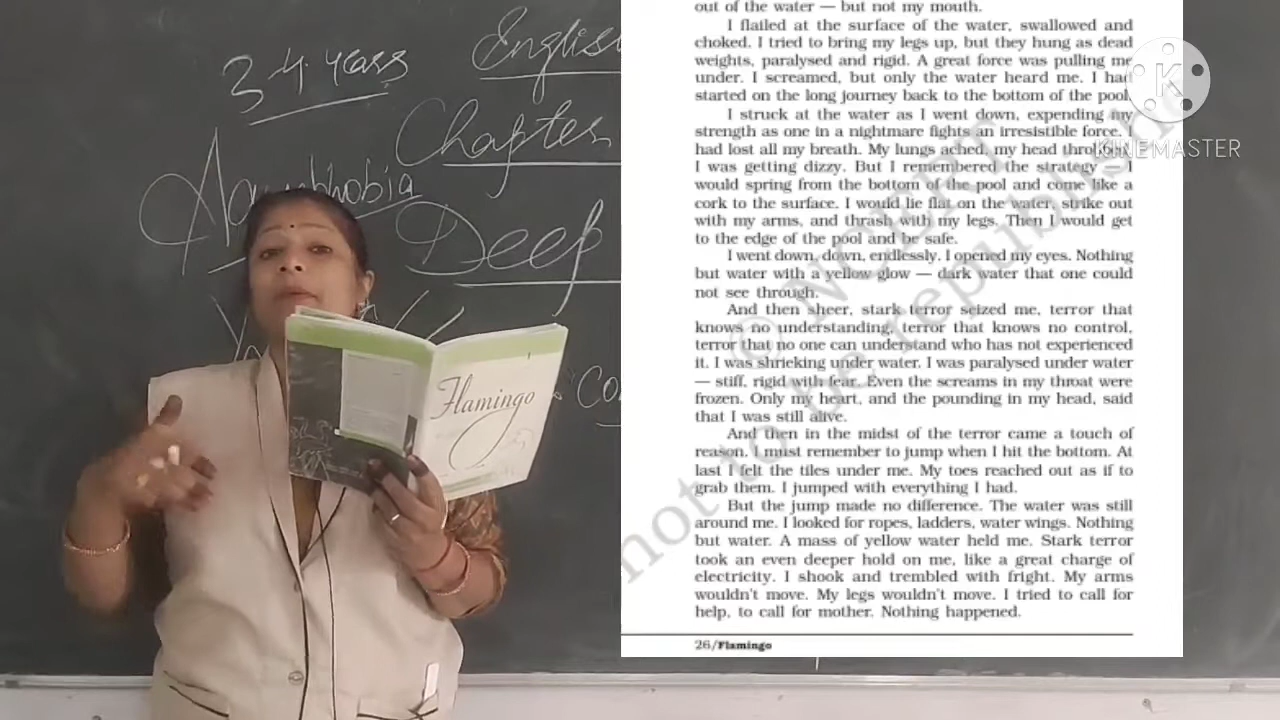 3 4 years
English
Chapter
Deep
Flamingo
out of the water — but not my mouth.
I flailed at the surface of the water, swallowed and
choked. I tried to bring my legs up, but they hung as dead
weights, paralysed and rigid. A great force was pulling me
under. I screamed, but only the water heard me. I had
started on the long journey back to the bottom of the pool.
I struck at the water as I went down, expending my
strength as one in a nightmare fights an irresistible force. I
had lost all my breath. My lungs ached, my head throbbed.
I was getting dizzy. But I remembered the strategy — I
would spring from the bottom of the pool and come like a
cork to the surface. I would lie flat on the water, strike out
with my arms, and thrash with my legs. Then I would get
to the edge of the pool and be safe.
I went down, down, endlessly. I opened my eyes. Nothing
but water with a yellow glow — dark water that one could
not see through.
And then sheer, stark terror seized me, terror that
knows no understanding, terror that knows no control,
terror that no one can understand who has not experienced
it. I was shrieking under water. I was paralysed under water
— stiff, rigid with fear. Even the screams in my throat were
frozen. Only my heart, and the pounding in my head, said
that I was still alive.
And then in the midst of the terror came a touch of
reason. I must remember to jump when I hit the bottom. At
last I felt the tiles under me. My toes reached out as if to
grab them. I jumped with everything I had.
But the jump made no difference. The water was still
around me. I looked for ropes, ladders, water wings. Nothing
but water. A mass of yellow water held me. Stark terror
took an even deeper hold on me, like a great charge of
electricity. I shook and trembled with fright. My arms
wouldn't move. My legs wouldn't move. I tried to call for
help, to call for mother. Nothing happened.
26/Flamingo
© NCERT
not to be republished
K
KINEMASTER